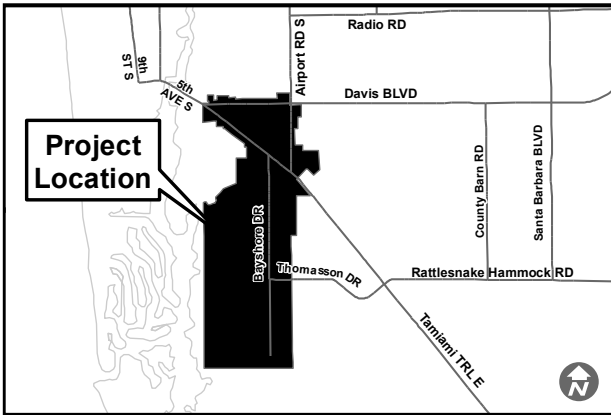 Radio RD
Airport RD S
9th
ST S
5th
AVE S
Davis BLVD
Project
Location
County Barn RD
Santa Barbara BLVD
Bayshore DR
Thomasson DR
Rattlesnake Hammock RD
Tamiami TRL E
N